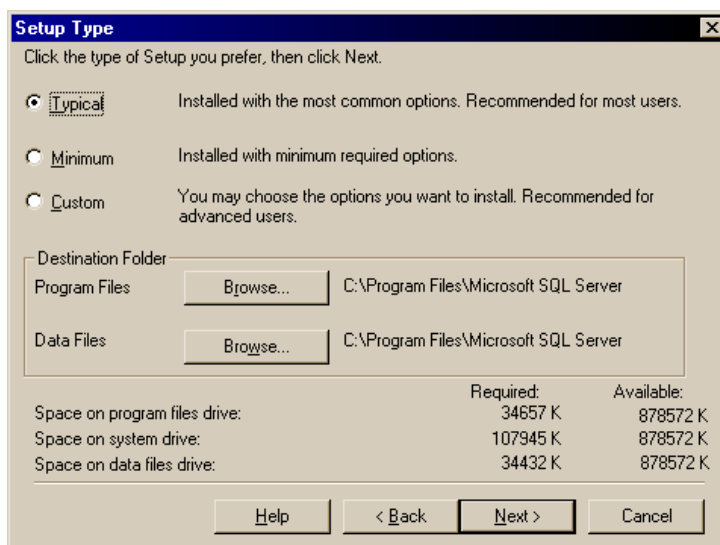 Setup Type
Click the type of Setup you prefer, then click Next.
Typical Installed with the most common options. Recommended for most users.
Minimum Installed with minimum required options.
Custom You may choose the options you want to install. Recommended for
advanced users.
Destination Folder
Program Files Browse... C:\Program Files\Microsoft SQL Server
Data Files Browse... C:\Program Files\Microsoft SQL Server
Required: Available:
Space on program files drive: 34657 K 878572 K
Space on system drive: 107945 K 878572 K
Space on data files drive: 34432 K 878572 K
Help < Back Next > Cancel